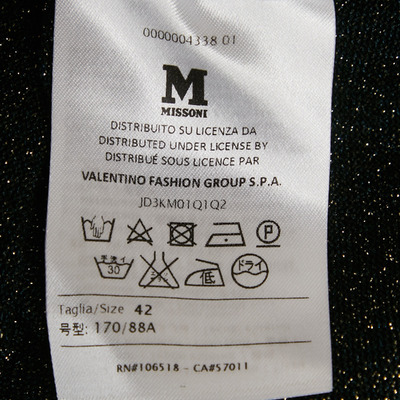 0000004338 01
M
MISSONI
DISTRIBUITO SU LICENZA DA
DISTRIBUTED UNDER LICENSE BY
DISTRIBUÉ SOUS LICENCE PAR
VALENTINO FASHION GROUP S.P.A.
JD3KM01Q1Q2
P
手洗イ 30 低 ドライ
Taglia/Size 42
号型: 170/88A
RN#106518 - CA#57011